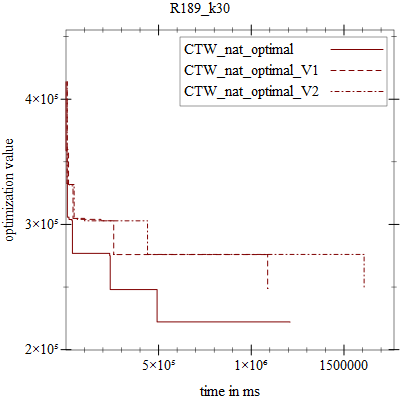 R189_k30
CTW_nat_optimal
CTW_nat_optimal_V1
CTW_nat_optimal_V2
4×10⁵
3×10⁵
2×10⁵
optimization value
5×10⁵
1×10⁶
1500000
time in ms